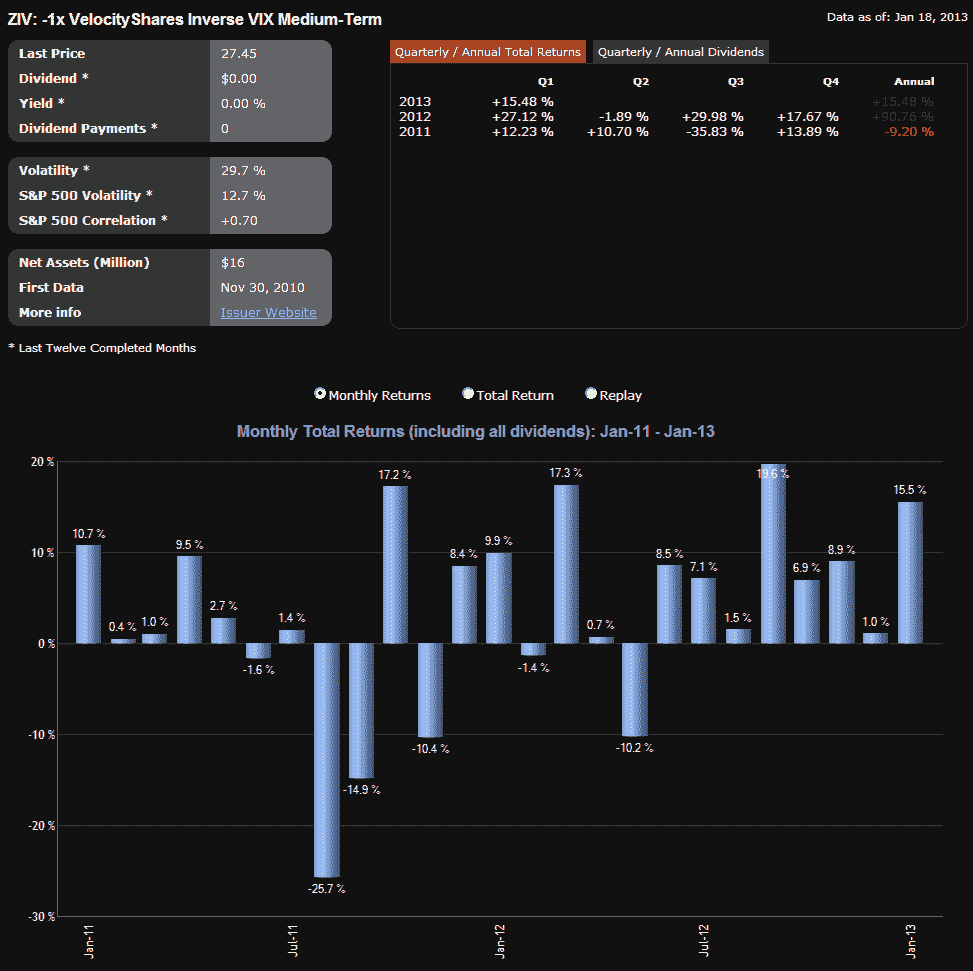 ZIV: -1x VelocityShares Inverse VIX Medium-Term
Data as of: Jan 18, 2013
Last Price 27.45
Dividend * $0.00
Yield * 0.00 %
Dividend Payments * 0
Volatility * 29.7 %
S&P 500 Volatility * 12.7 %
S&P 500 Correlation * +0.70
Net Assets (Million) $16
First Data Nov 30, 2010
More info Issuer Website
* Last Twelve Completed Months
Quarterly / Annual Total Returns Quarterly / Annual Dividends
Q1 Q2 Q3 Q4 Annual
2013 +15.48 % +15.48 %
2012 +27.12 % -1.89 % +29.98 % +17.67 % +90.76 %
2011 +12.23 % +10.70 % -35.83 % +13.89 % -9.20 %
Monthly Returns Total Return Replay
Monthly Total Returns (including all dividends): Jan-11 - Jan-13
20 %
10 %
0 %
-10 %
-20 %
-30 %
10.7 %
0.4 %
1.0 %
9.5 %
2.7 %
-1.6 %
1.4 %
-25.7 %
-14.9 %
17.2 %
-10.4 %
8.4 %
9.9 %
-1.4 %
17.3 %
0.7 %
-10.2 %
8.5 %
7.1 %
1.5 %
19.6 %
6.9 %
8.9 %
1.0 %
15.5 %
Jan-11
Jul-11
Jan-12
Jul-12
Jan-13